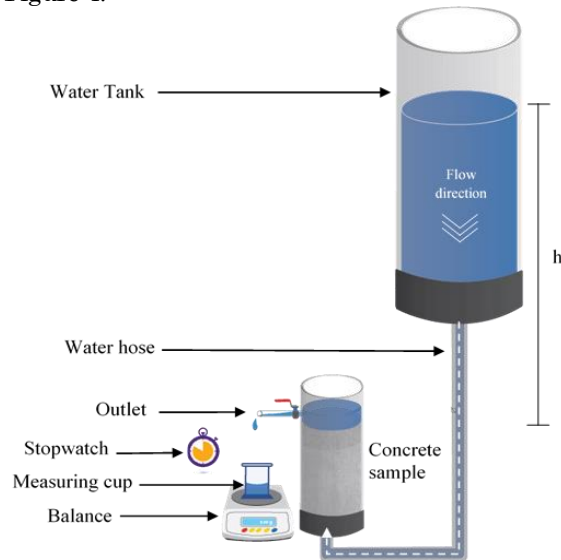 Water Tank
Flow
direction
h
Water hose
Outlet
Stopwatch
Concrete
sample
Measuring cup
Balance